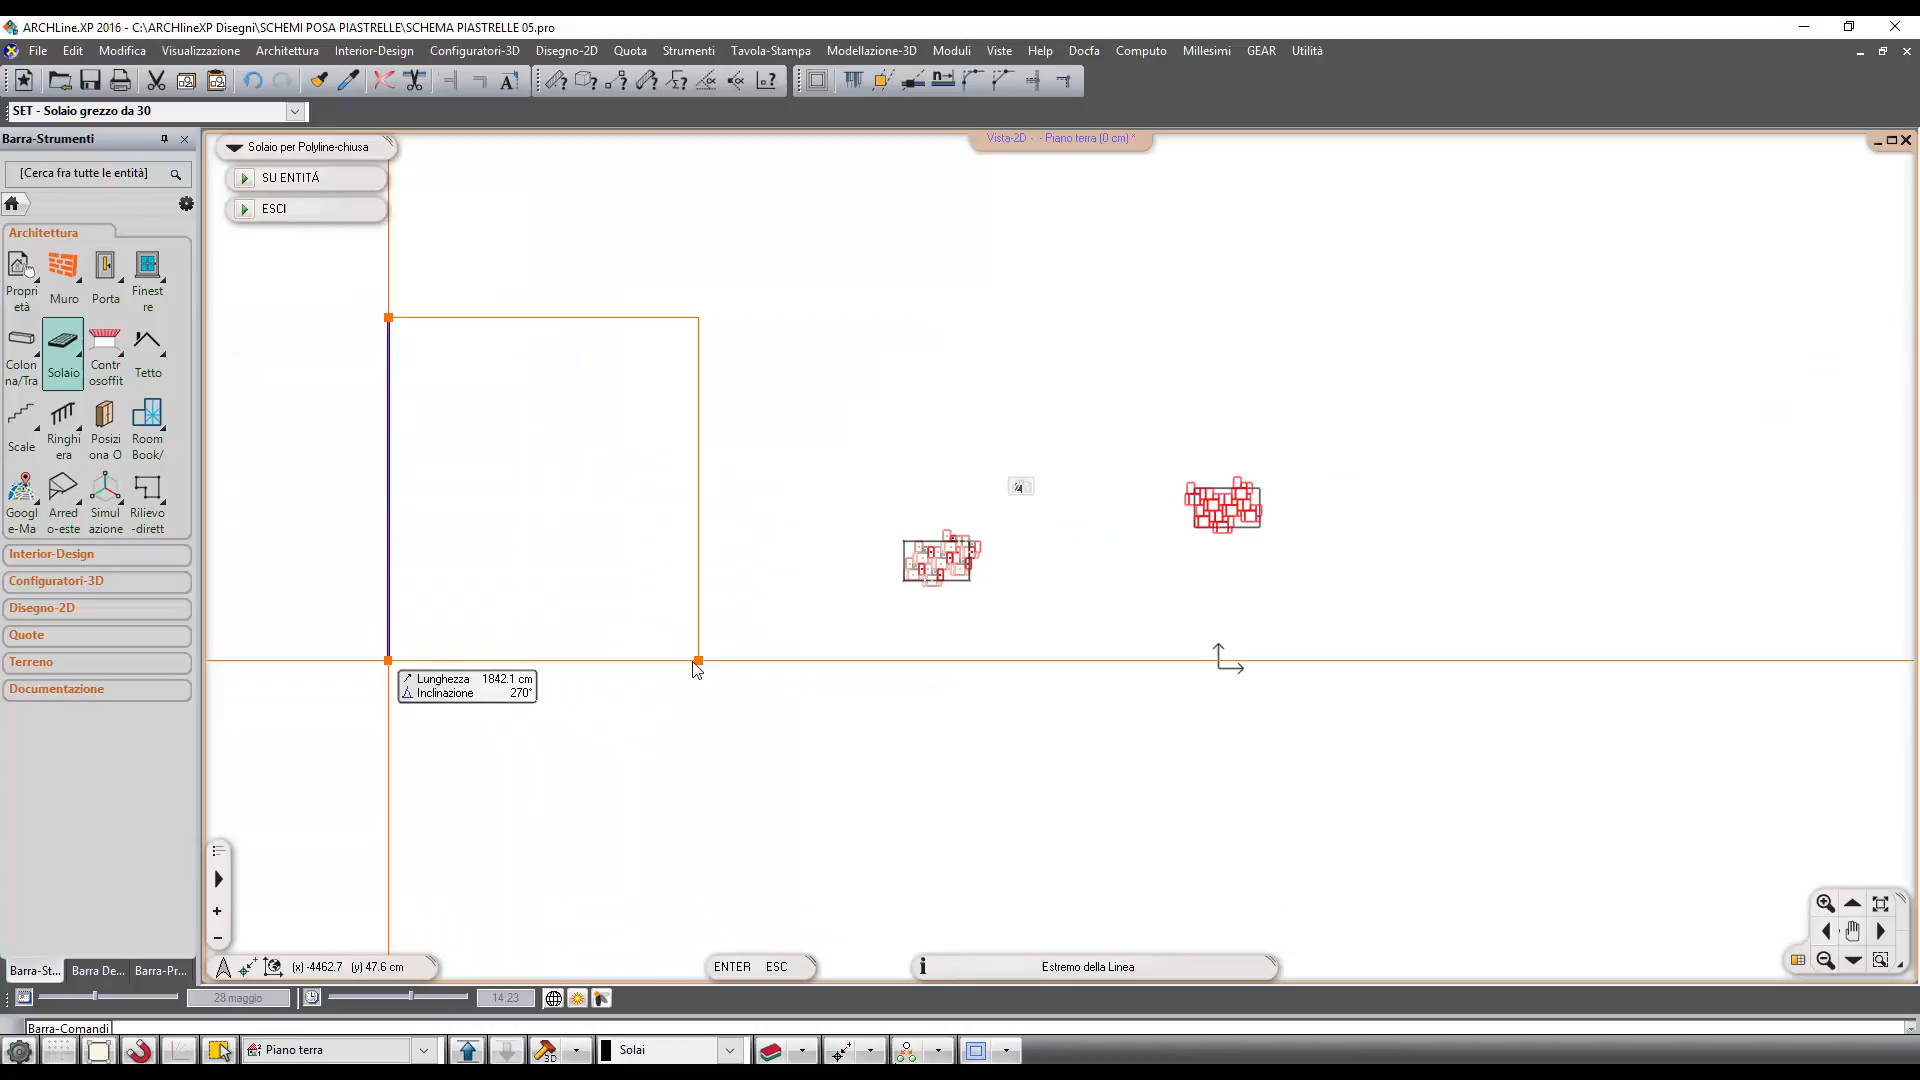 ARCHLine.XP 2016 - C:\ARCHlineXP Disegni\SCHEMI POSA PIASTRELLE\SCHEMA PIASTRELLE 05.pro
File Edit Modifica Visualizzazione Architettura Interior-Design Configuratori-3D Disegno-2D Quota Strumenti Tavola-Stampa Modellazione-3D Moduli Viste Help Docfa Computo Millesimi GEAR Utilità
SET - Solaio grezzo da 30
Barra-Strumenti
Vista-2D - - Piano terra (0 cm) *
Solaio per Polyline-chiusa
[Cerca fra tutte le entità]
SU ENTITÁ
ESCI
Architettura
Propri
età
Muro
Porta
Finest
re
Colon
na/Tra
Solaio
Contr
osoffit
Tetto
Scale
Ringhi
era
Posizi
ona O
Room
Book/
Googl
e-Ma
Arred
o-este
Simul
azione
Rilievo
-dirett
Interior-Design
Configuratori-3D
Disegno-2D
Quote
Terreno
Documentazione
Lunghezza 1842.1 cm
Inclinazione 270°
Barra-St... Barra De... Barra-Pr...
(x) -4462.7 (y) 47.6 cm
ENTER ESC
Estremo della Linea
28 maggio
14:23
Barra-Comandi
Piano terra
3D
Solai